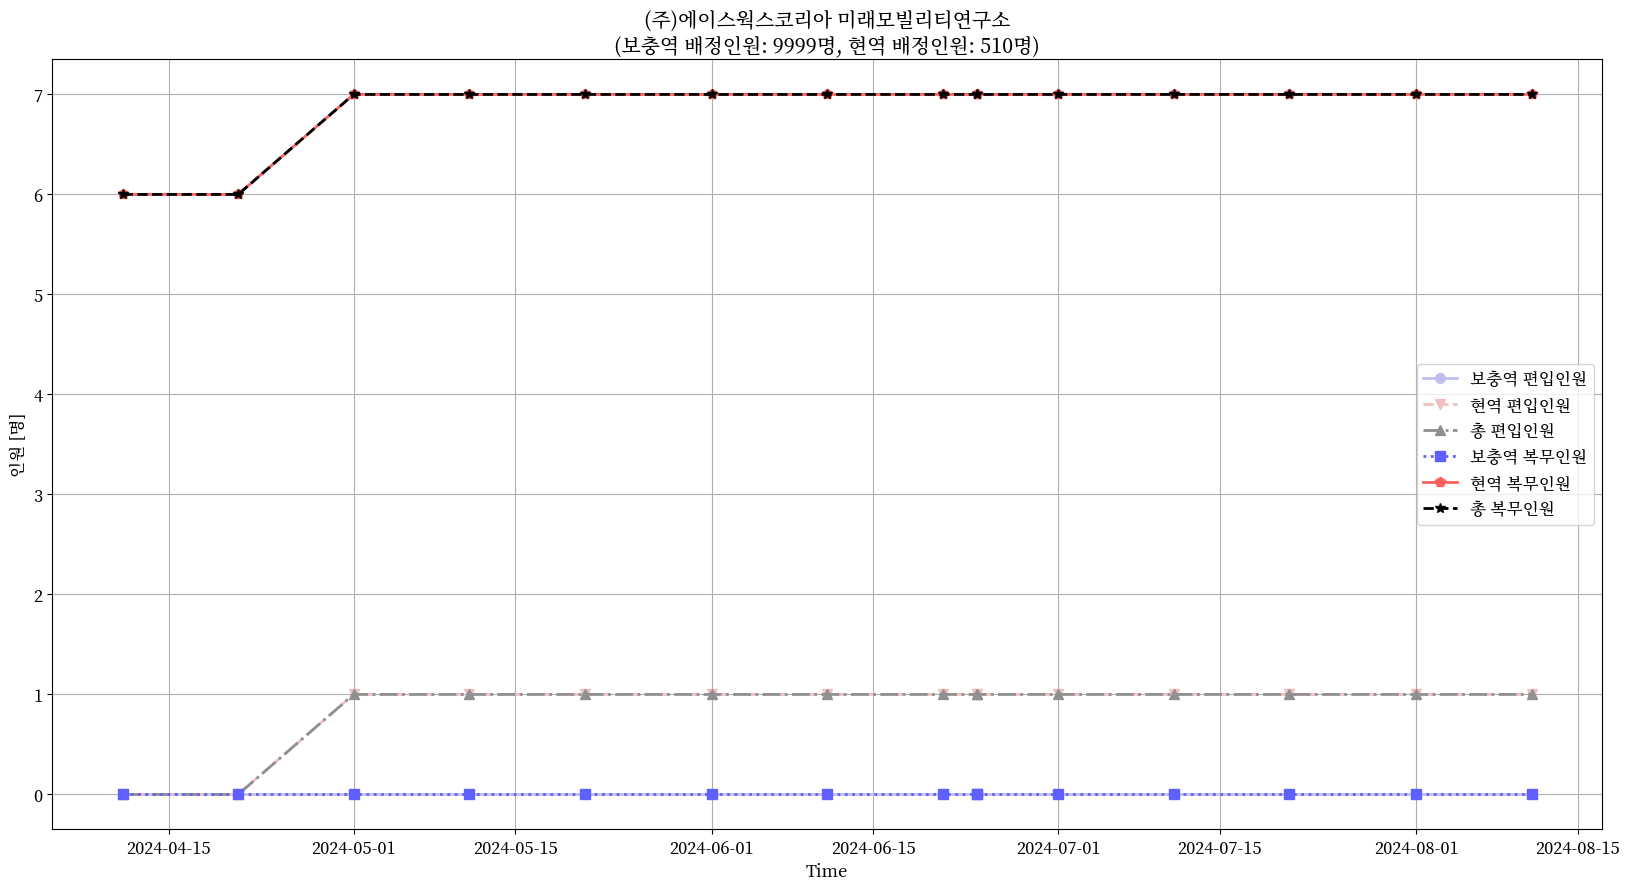 (주)에이스웍스코리아 미래모빌리티연구소
(보충역 배정인원: 9999명, 현역 배정인원: 510명)
7
6
5
4
3
2
1
0
인원 [명]
보충역 편입인원
현역 편입인원
총 편입인원
보충역 복무인원
현역 복무인원
총 복무인원
2024-04-15
2024-05-01
2024-05-15
2024-06-01
2024-06-15
2024-07-01
2024-07-15
2024-08-01
2024-08-15
Time